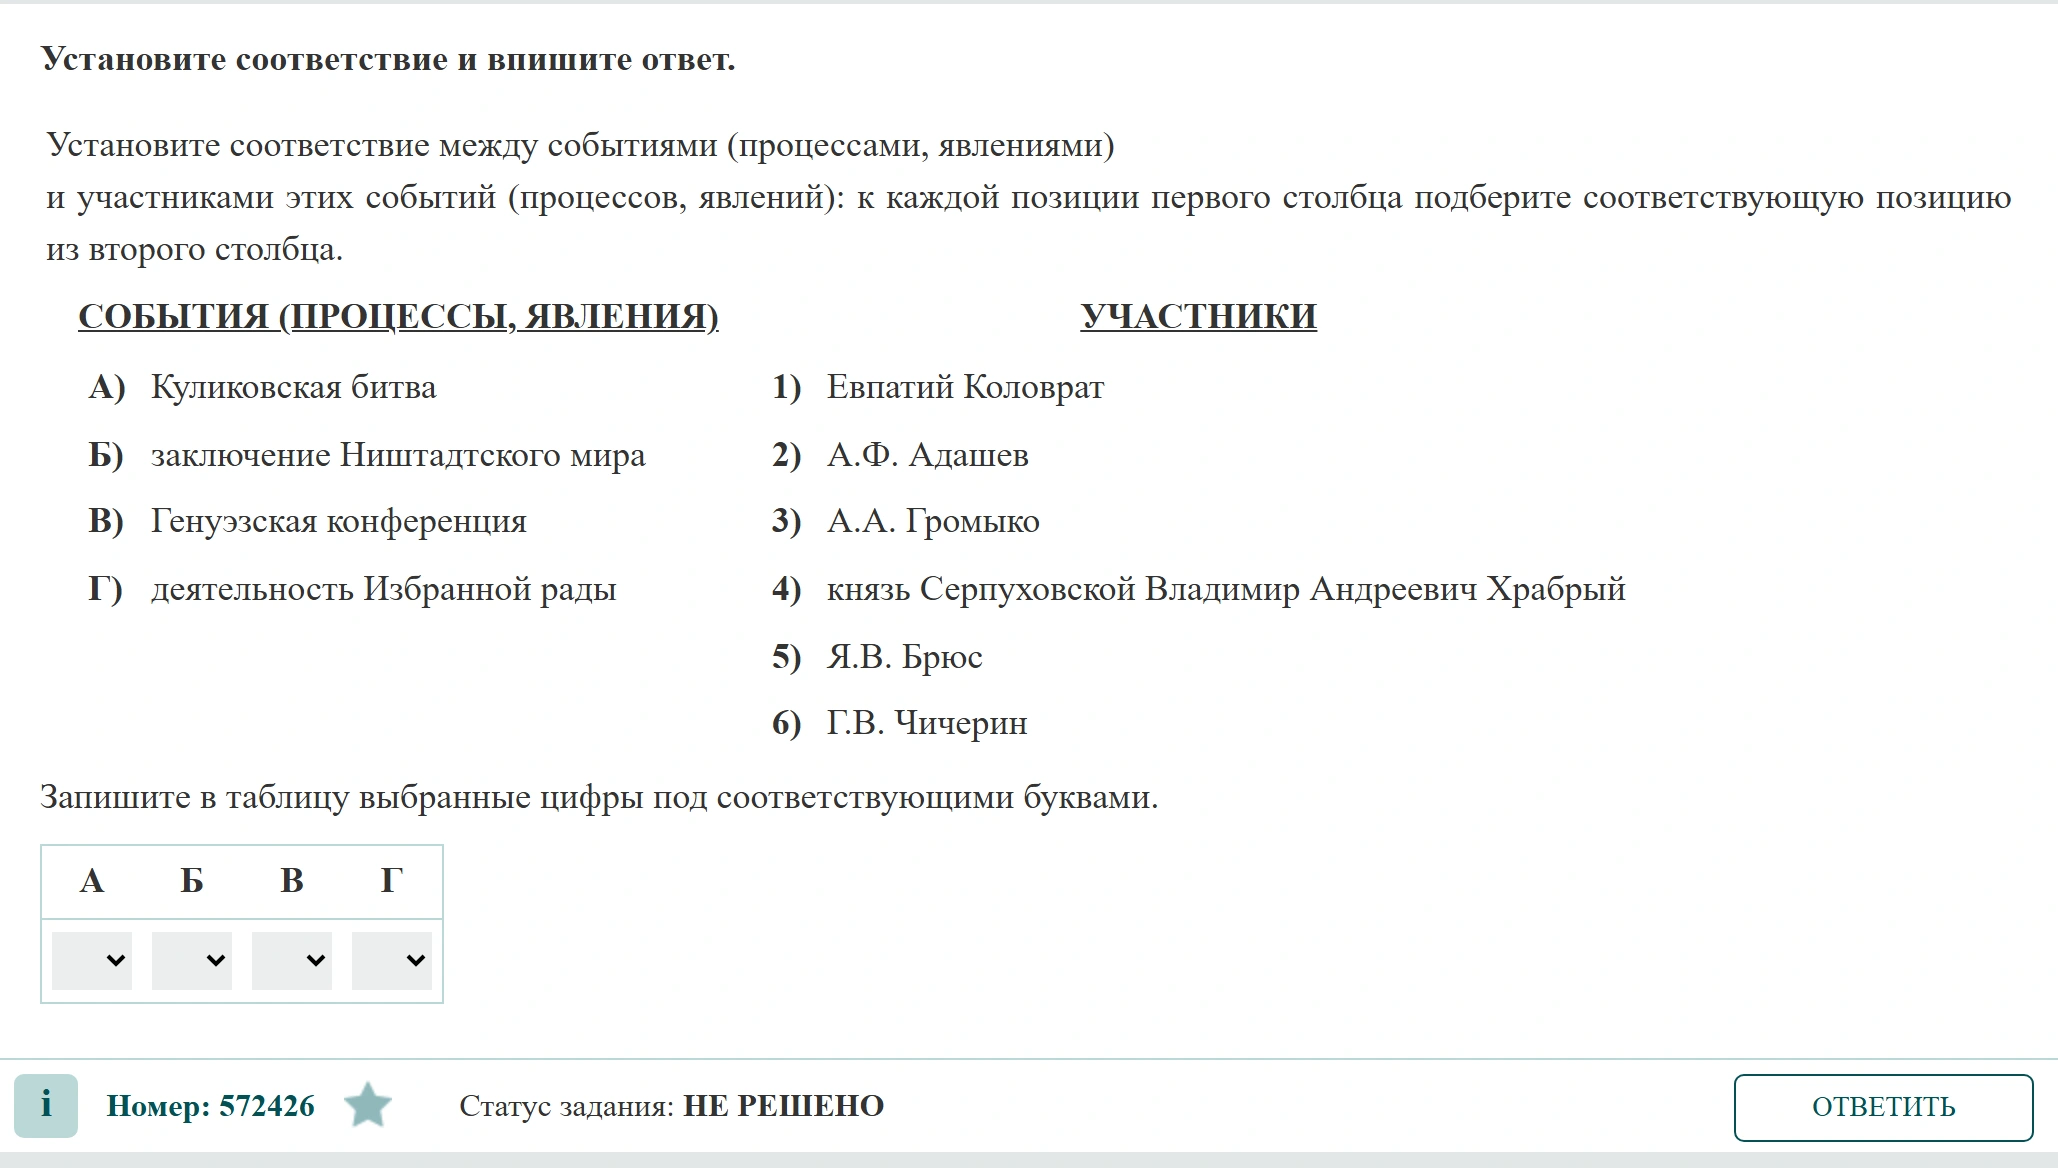 Установите соответствие и впишите ответ.
Установите соответствие между событиями (процессами, явлениями)
и участниками этих событий (процессов, явлений): к каждой позиции первого столбца подберите соответствующую позицию
из второго столбца.
СОБЫТИЯ (ПРОЦЕССЫ, ЯВЛЕНИЯ) УЧАСТНИКИ
А) Куликовская битва 1) Евпатий Коловрат
Б) заключение Ништадтского мира 2) А.Ф. Адашев
В) Генуэзская конференция 3) А.А. Громыко
Г) деятельность Избранной рады 4) князь Серпуховской Владимир Андреевич Храбрый
5) Я.В. Брюс
6) Г.В. Чичерин
Запишите в таблицу выбранные цифры под соответствующими буквами.
А Б В Г
i Номер: 572426 Статус задания: НЕ РЕШЕНО ОТВЕТИТЬ